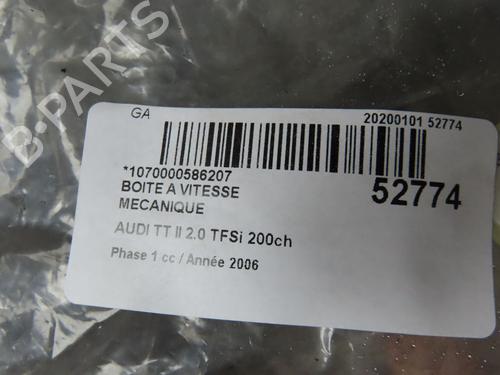 B-PARTS
GA
20200101 52774
*1070000586207
52774
BOITE A VITESSE
MECANIQUE
AUDI TT II 2.0 TFSi 200ch
Phase 1 cc / Année 2006